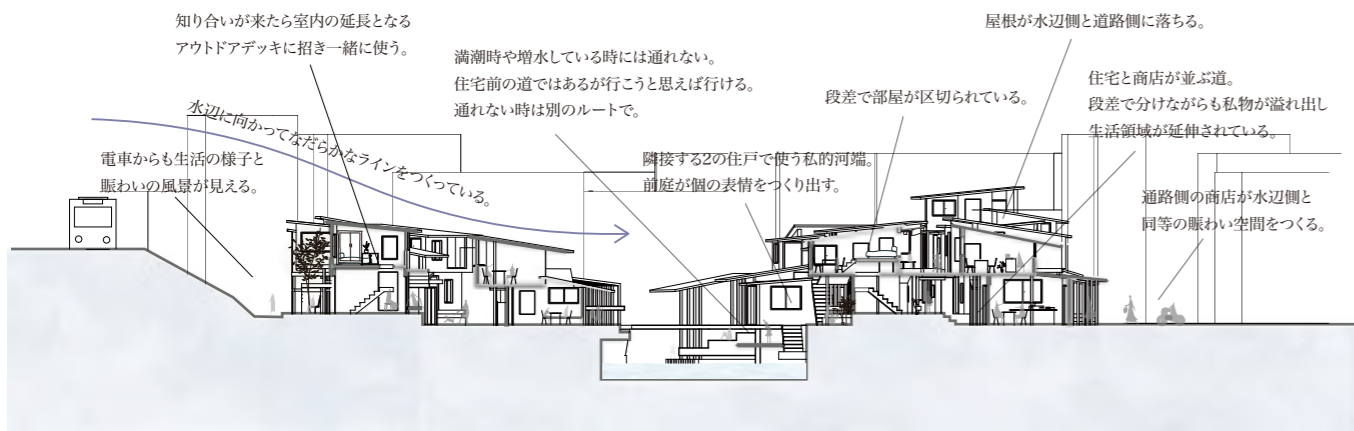 知り合いが来たら室内の延長となる
アウトドアデッキに招き一緒に使う。
水辺に向かってなだらかなラインをつくっている。
電車からも生活の様子と
賑わいの風景が見える。
満潮時や増水している時には通れない。
住宅前の道ではあるが行こうと思えば行ける。
通れない時は別のルートで。
隣接する2の住戸で使う私的河端。
前庭が個の表情をつくり出す。
段差で部屋が区切られている。
屋根が水辺側と道路側に落ちる。
住宅と商店が並ぶ道。
段差で分けながらも私物が溢れ出し
生活領域が延伸されている。
通路側の商店が水辺側と
同等の賑わい空間をつくる。